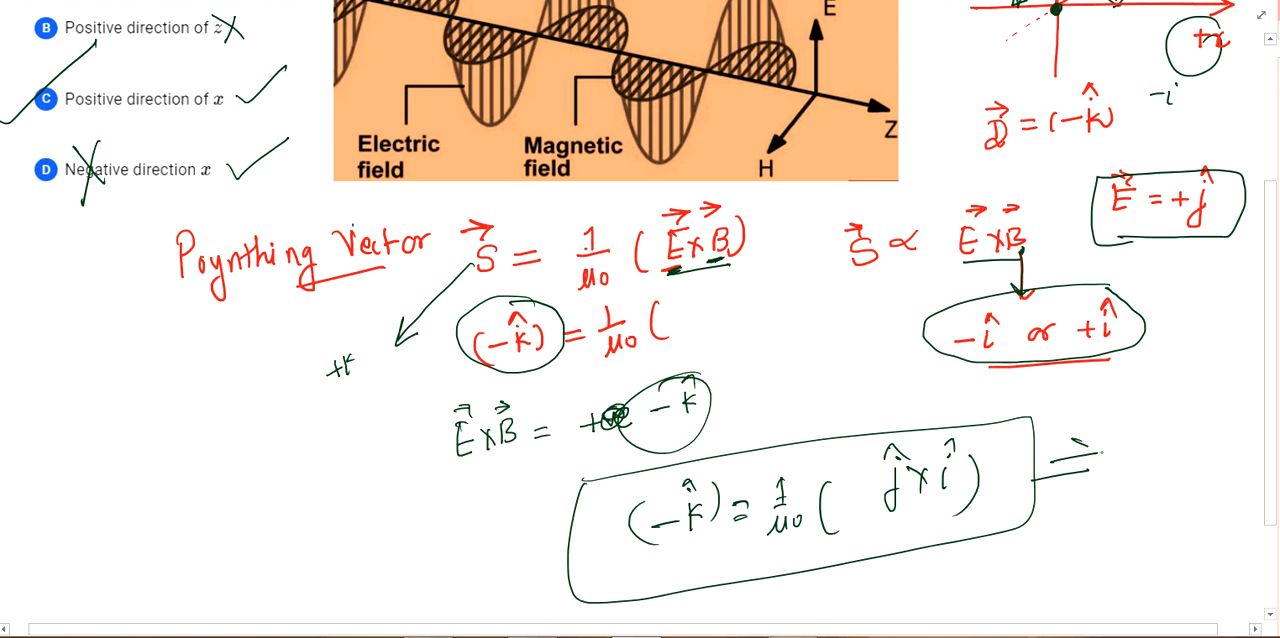 B Positive direction of z
C Positive direction of x
D Negative direction x
Electric field
Magnetic field
E
Z
H
+x
-i
D⃗ = (-k̂)
E⃗ = +ĵ
Poynthing Vector S⃗ = 1/μ0 (E⃗ × B⃗)
S⃗ ∝ E⃗ × B⃗
(-k̂) = 1/μ0 (
-î or +î
+k
E⃗ × B⃗ = -k̂
(-k̂) = 1/μ0 ( ĵ × î )